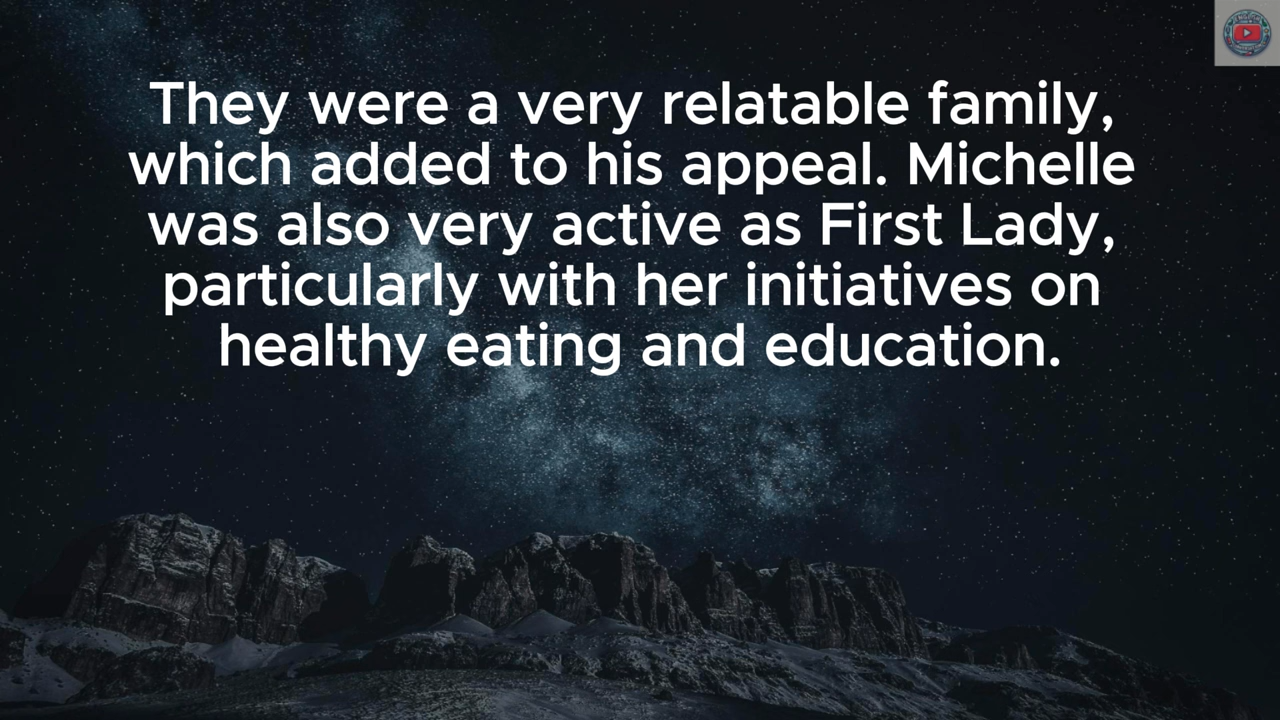 They were a very relatable family,
which added to his appeal. Michelle
was also very active as First Lady,
particularly with her initiatives on
healthy eating and education.